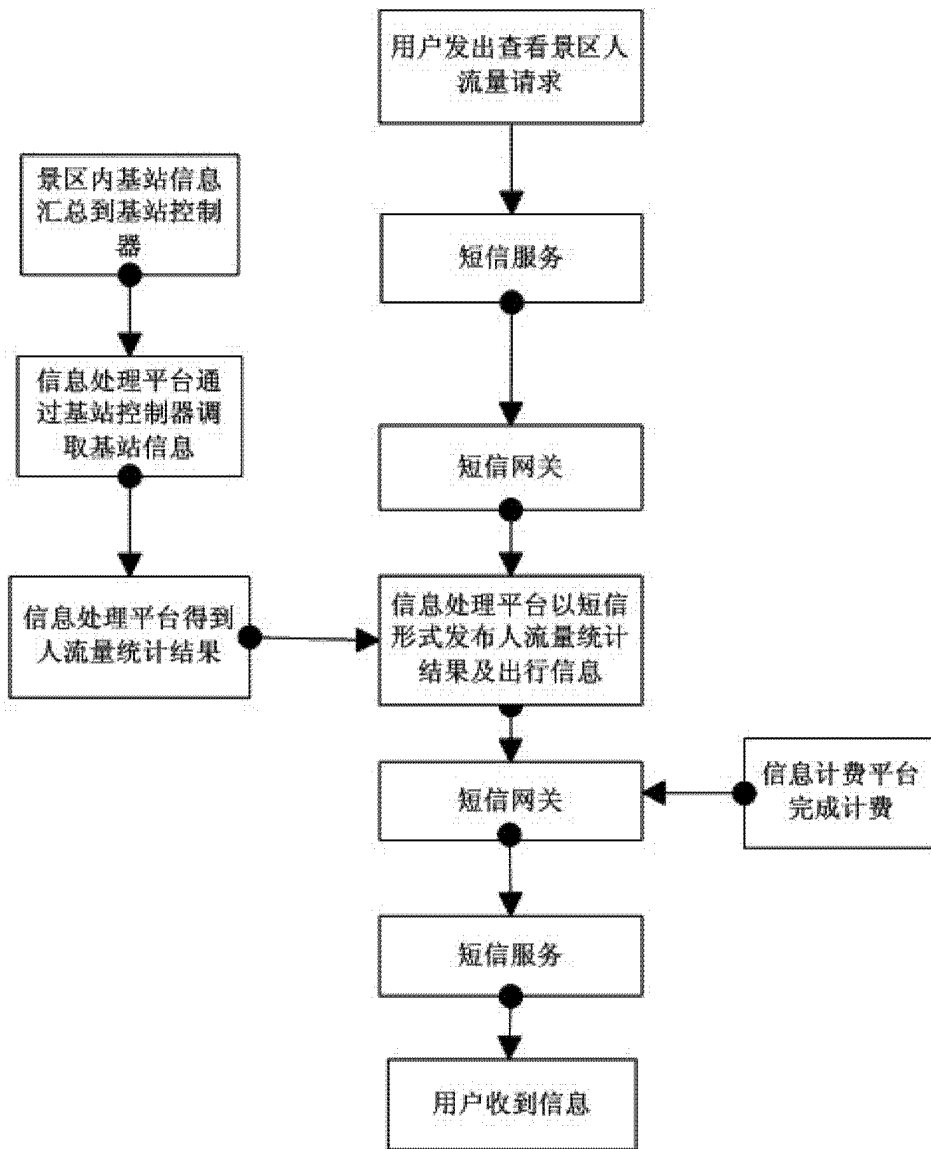 用户发出查看景区人
流量请求
景区内基站信息
汇总到基站控制
器
短信服务
信息处理平台通
过基站控制器调
取基站信息
短信网关
信息处理平台得到
人流量统计结果
信息处理平台以短信
形式发布人流量统计
结果及出行信息
短信网关
信息计费平台
完成计费
短信服务
用户收到信息